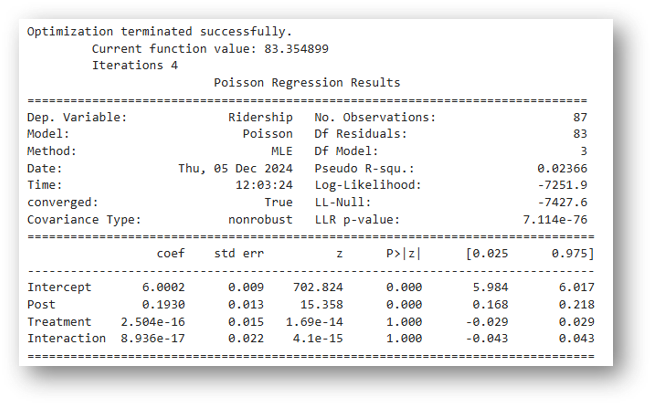 Optimization terminated successfully.
Current function value: 83.354899
Iterations 4
Poisson Regression Results
==============================================================================
Dep. Variable: Ridership No. Observations: 87
Model: Poisson Df Residuals: 83
Method: MLE Df Model: 3
Date: Thu, 05 Dec 2024 Pseudo R-squ.: 0.02366
Time: 12:03:24 Log-Likelihood: -7251.9
converged: True LL-Null: -7427.6
Covariance Type: nonrobust LLR p-value: 7.114e-76
==============================================================================
coef std err z P>|z| [0.025 0.975]
------------------------------------------------------------------------------
Intercept 6.0002 0.009 702.824 0.000 5.984 6.017
Post 0.1930 0.013 15.358 0.000 0.168 0.218
Treatment 2.504e-16 0.015 1.69e-14 1.000 -0.029 0.029
Interaction 8.936e-17 0.022 4.1e-15 1.000 -0.043 0.043
==============================================================================